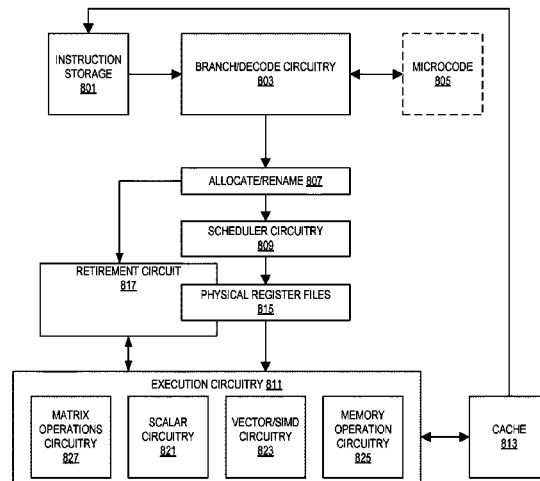 INSTRUCTION
STORAGE
801
BRANCH/DECODE CIRCUITRY
803
MICROCODE
805
ALLOCATE/RENAME 807
SCHEDULER CIRCUITRY
809
RETIREMENT CIRCUIT
817
PHYSICAL REGISTER FILES
815
EXECUTION CIRCUITRY 811
MATRIX
OPERATIONS
CIRCUITRY
827
SCALAR
CIRCUITRY
821
VECTOR/SIMD
CIRCUITRY
823
MEMORY
OPERATION
CIRCUITRY
825
CACHE
813